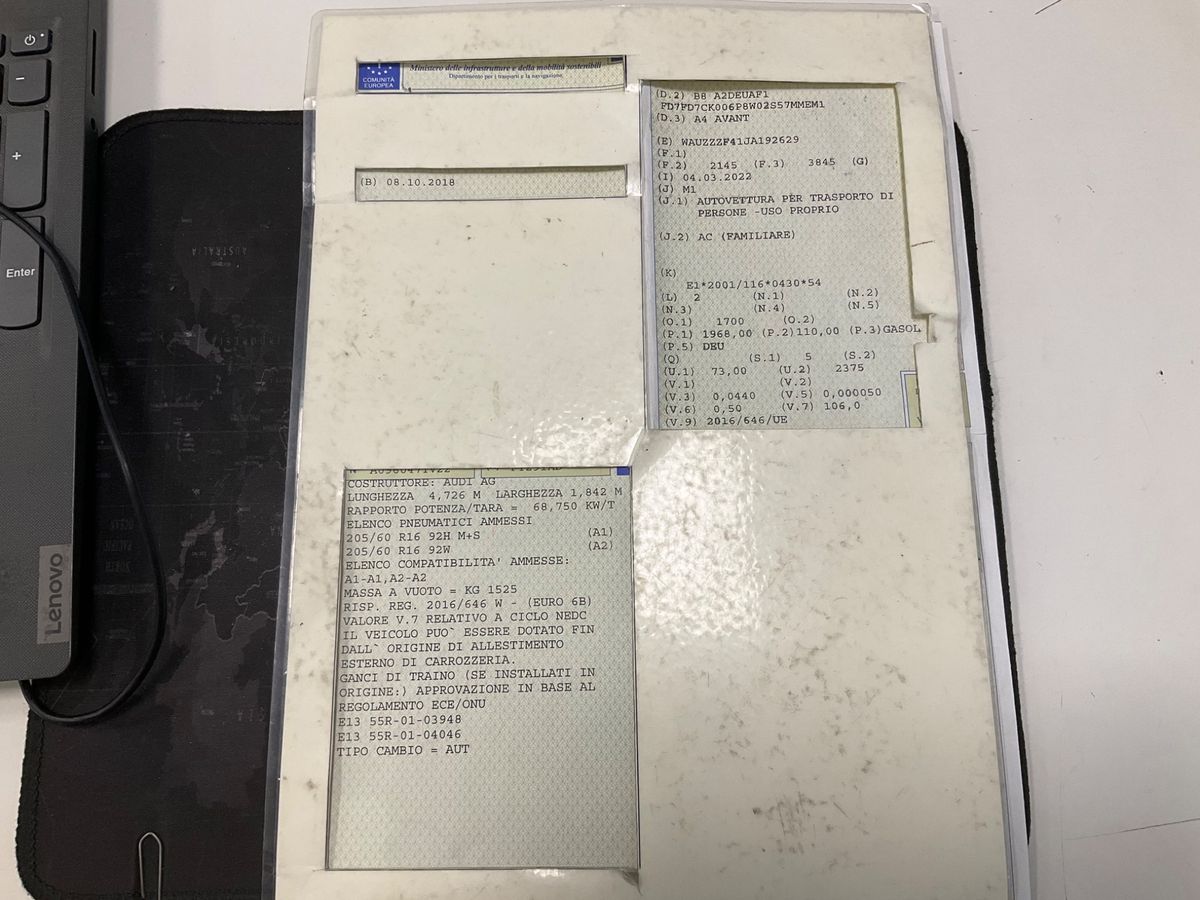 Ministero delle infrastrutture e della mobilità sostenibili
Dipartimento per i trasporti e la navigazione
COMUNITÀ
EUROPEA
(B) 08.10.2018
(D.2) B8 A2DEUAF1
FD7FD7CK006P8W02S57MMEM1
(D.3) A4 AVANT
(E) WAUZZZF41JA192629
(F.1)
(F.2) 2145 (F.3) 3845 (G)
(I) 04.03.2022
(J) M1
(J.1) AUTOVETTURA PER TRASPORTO DI
PERSONE -USO PROPRIO
(J.2) AC (FAMILIARE)
(K)
E1*2001/116*0430*54
(L) 2 (N.1) (N.2)
(N.3) (N.4) (N.5)
(O.1) 1700 (O.2)
(P.1) 1968,00 (P.2)110,00 (P.3)GASOL
(P.5) DEU
(Q) (S.1) 5 (S.2)
(U.1) 73,00 (U.2) 2375
(V.1) (V.2)
(V.3) 0,0440 (V.5) 0,000050
(V.6) 0,50 (V.7) 106,0
(V.9) 2016/646/UE
COSTRUTTORE: AUDI AG
LUNGHEZZA 4,726 M LARGHEZZA 1,842 M
RAPPORTO POTENZA/TARA = 68,750 KW/T
ELENCO PNEUMATICI AMMESSI
205/60 R16 92H M+S (A1)
205/60 R16 92W (A2)
ELENCO COMPATIBILITA' AMMESSE:
A1-A1,A2-A2
MASSA A VUOTO = KG 1525
RISP. REG. 2016/646 W - (EURO 6B)
VALORE V.7 RELATIVO A CICLO NEDC
IL VEICOLO PUO` ESSERE DOTATO FIN
DALL` ORIGINE DI ALLESTIMENTO
ESTERNO DI CARROZZERIA.
GANCI DI TRAINO (SE INSTALLATI IN
ORIGINE:) APPROVAZIONE IN BASE AL
REGOLAMENTO ECE/ONU
E13 55R-01-03948
E13 55R-01-04046
TIPO CAMBIO = AUT
Enter
Lenovo
AUSTRALIA